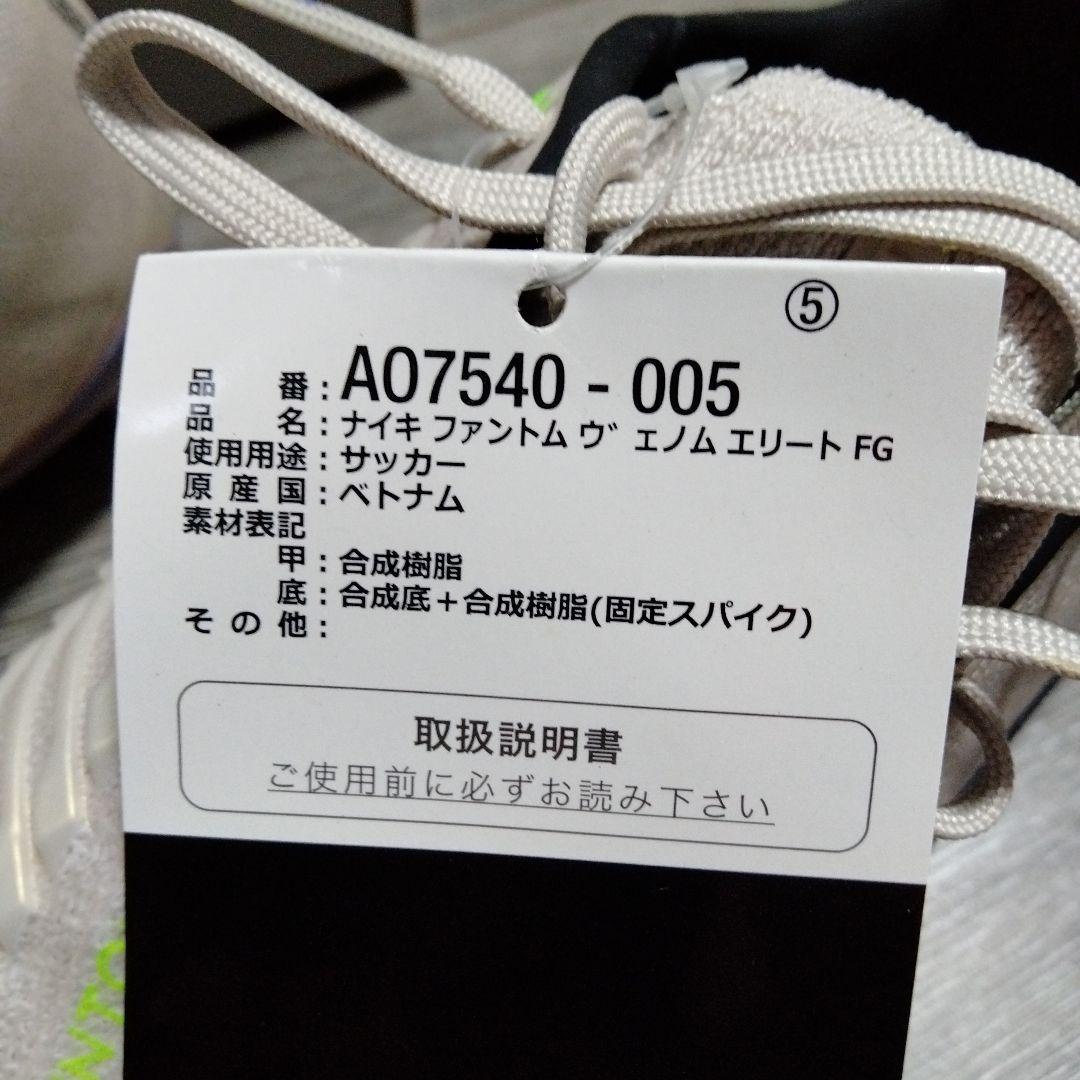 ⑤
品 番：AO7540 - 005
品 名：ナイキ ファントム ヴェノム エリート FG
使用用途：サッカー
原 産 国：ベトナム
素材表記
甲：合成樹脂
底：合成底＋合成樹脂(固定スパイク)
そ の 他：
取扱説明書
ご使用前に必ずお読み下さい
NTO